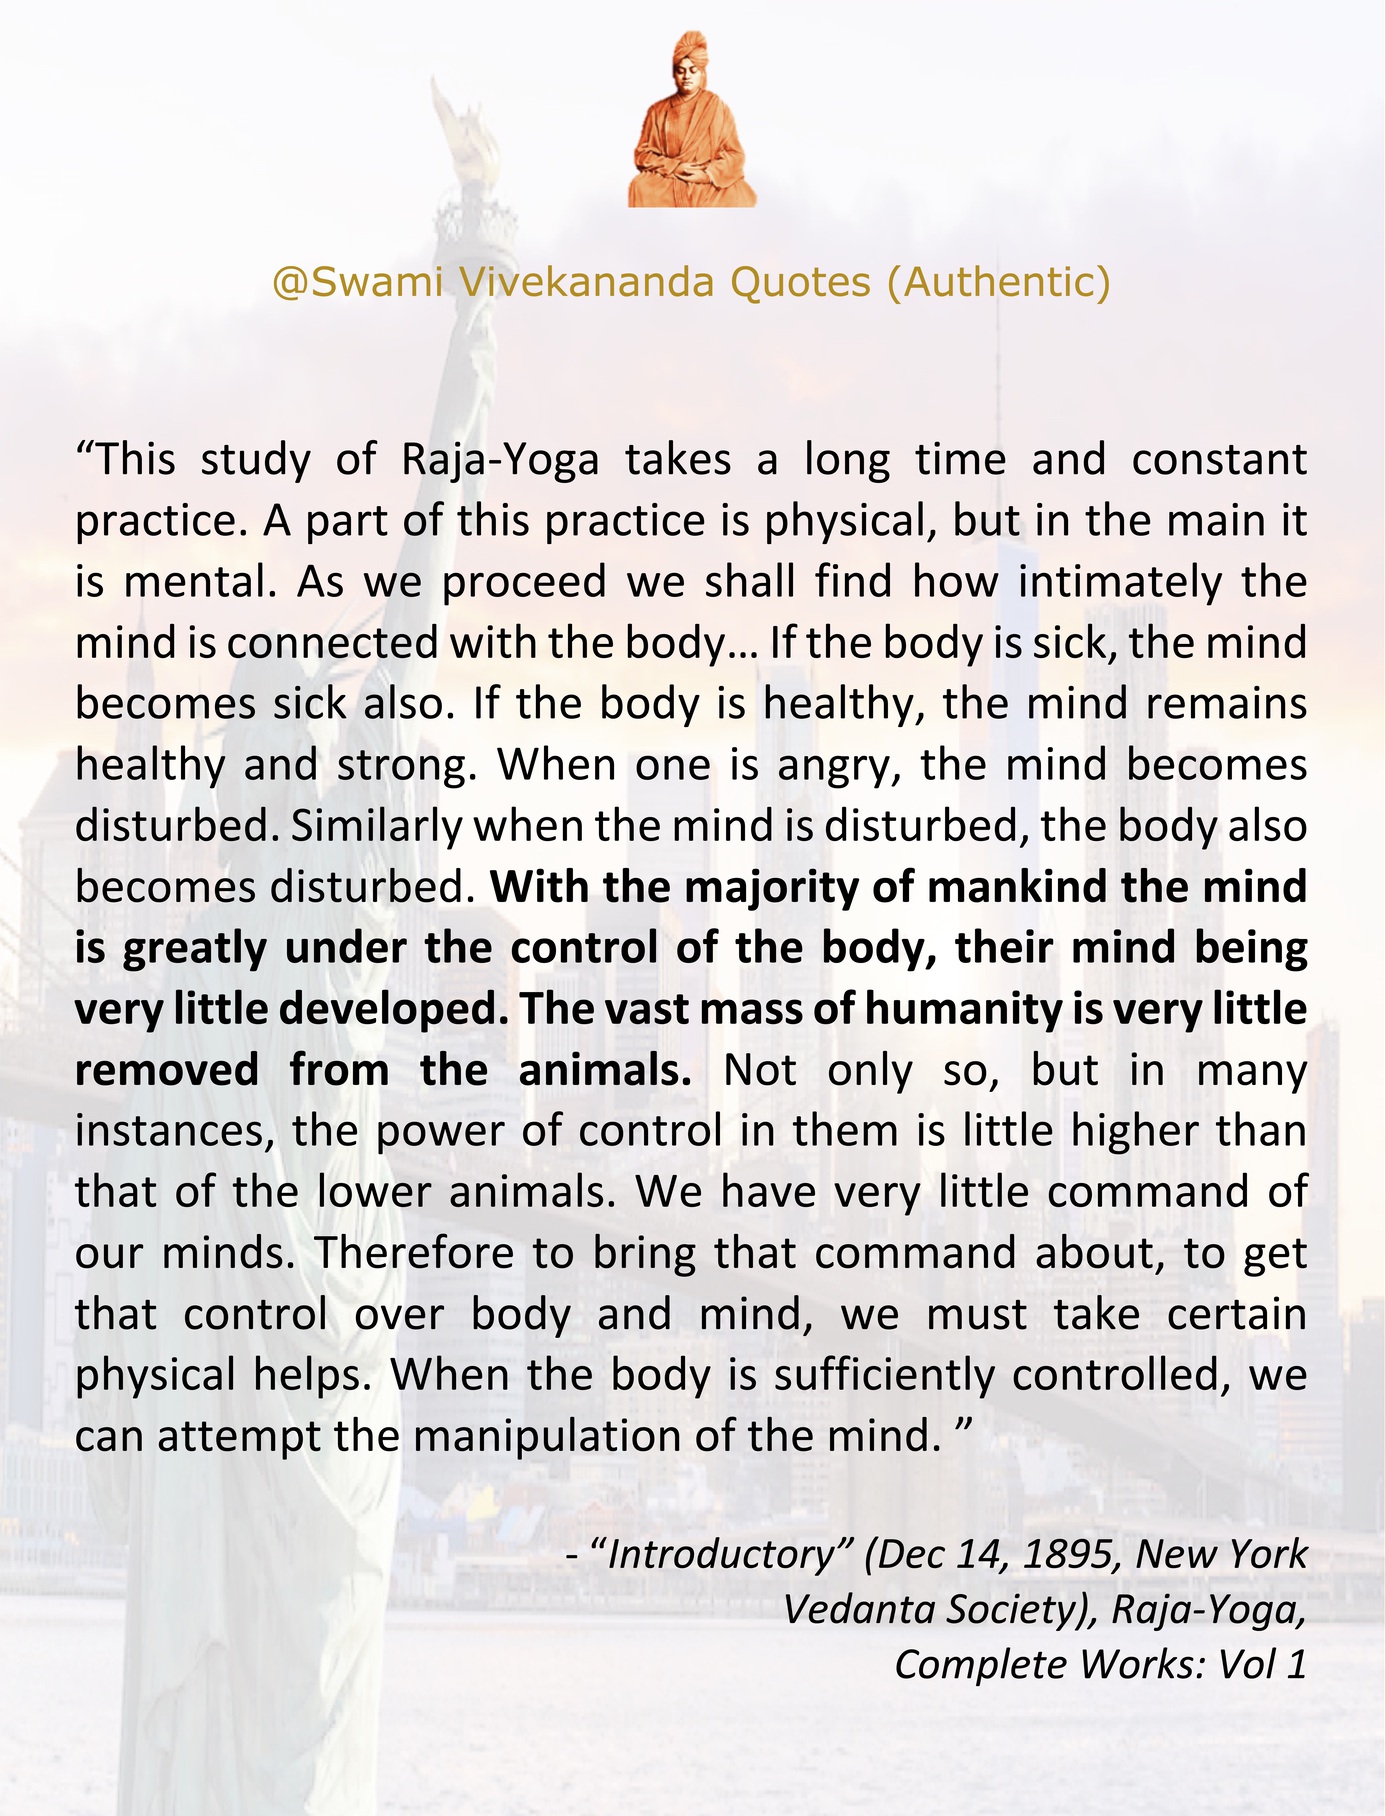 @Swami Vivekananda Quotes (Authentic)
“This study of Raja-Yoga takes a long time and constant
practice. A part of this practice is physical, but in the main it
is mental. As we proceed we shall find how intimately the
mind is connected with the body… If the body is sick, the mind
becomes sick also. If the body is healthy, the mind remains
healthy and strong. When one is angry, the mind becomes
disturbed. Similarly when the mind is disturbed, the body also
becomes disturbed. With the majority of mankind the mind
is greatly under the control of the body, their mind being
very little developed. The vast mass of humanity is very little
removed from the animals. Not only so, but in many
instances, the power of control in them is little higher than
that of the lower animals. We have very little command of
our minds. Therefore to bring that command about, to get
that control over body and mind, we must take certain
physical helps. When the body is sufficiently controlled, we
can attempt the manipulation of the mind. ”
- “Introductory” (Dec 14, 1895, New York
Vedanta Society), Raja-Yoga,
Complete Works: Vol 1